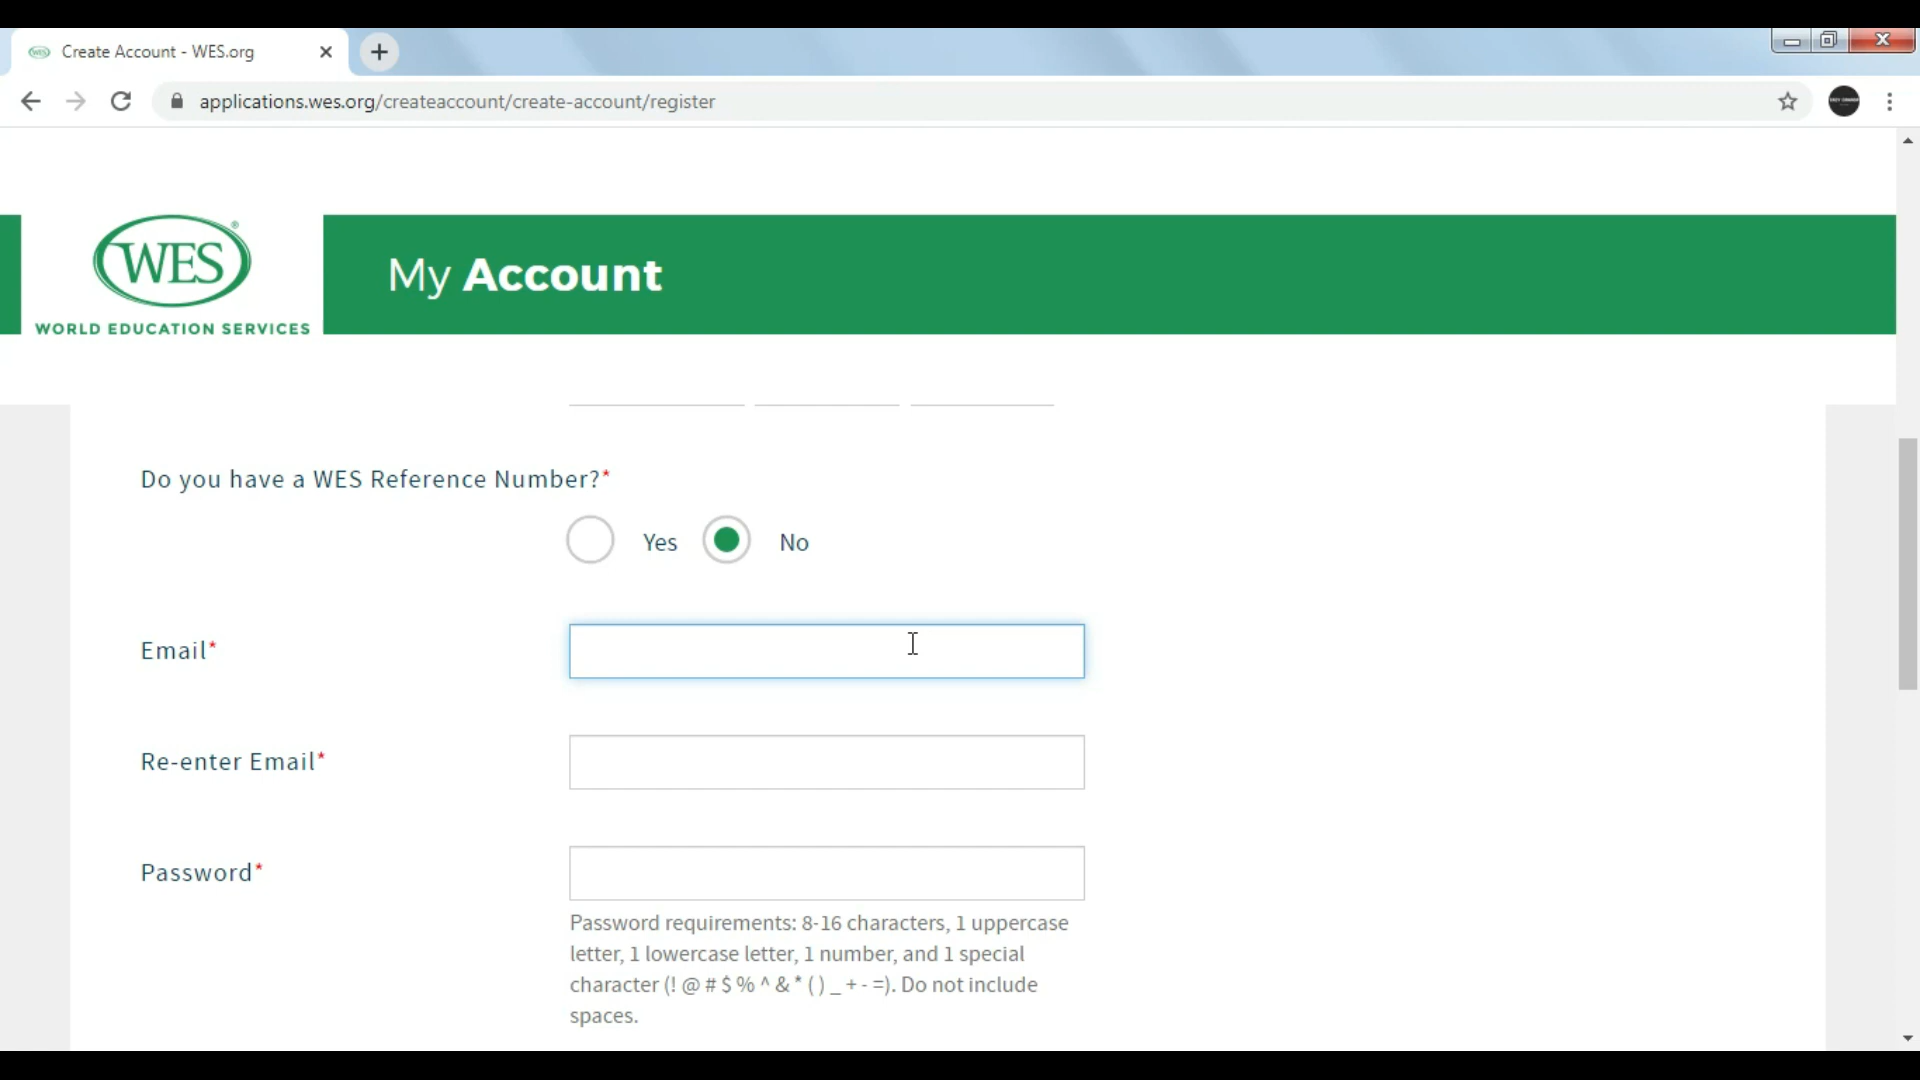 Create Account - WES.org
applications.wes.org/createaccount/create-account/register
WES®
WORLD EDUCATION SERVICES
My Account
Do you have a WES Reference Number?*
Yes No
Email*
Re-enter Email*
Password*
Password requirements: 8-16 characters, 1 uppercase
letter, 1 lowercase letter, 1 number, and 1 special
character (! @ # $ % ^ & * ( ) _ + - =). Do not include
spaces.